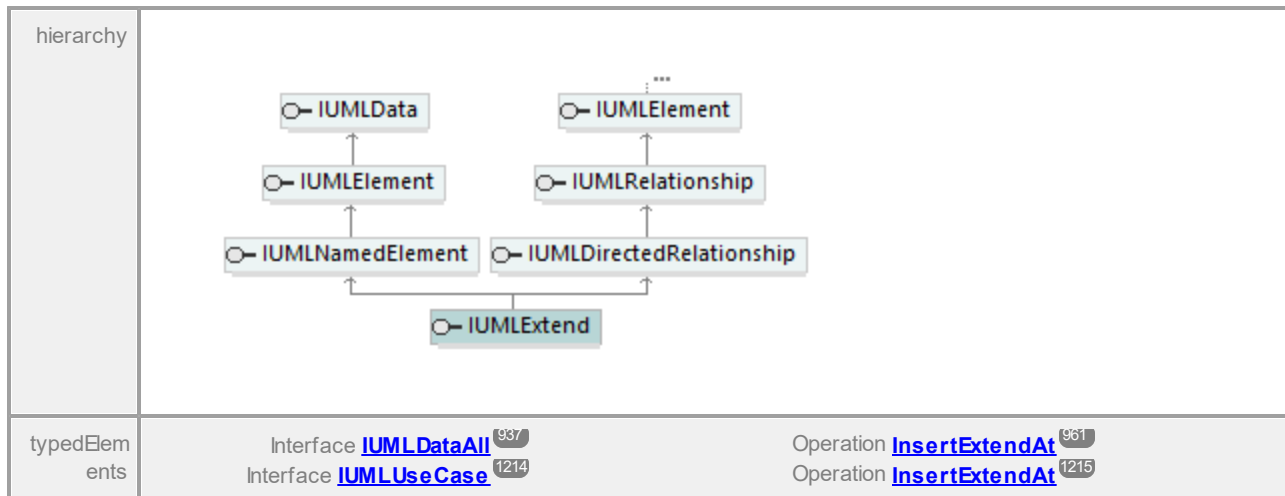 hierarchy
...
IUMLData
IUMLElement
IUMLElement
IUMLRelationship
IUMLNamedElement
IUMLDirectedRelationship
IUMLExtend
typedElem
ents
Interface IUMLDataAll 937
Operation InsertExtendAt 961
Interface IUMLUseCase 1214
Operation InsertExtendAt 1215